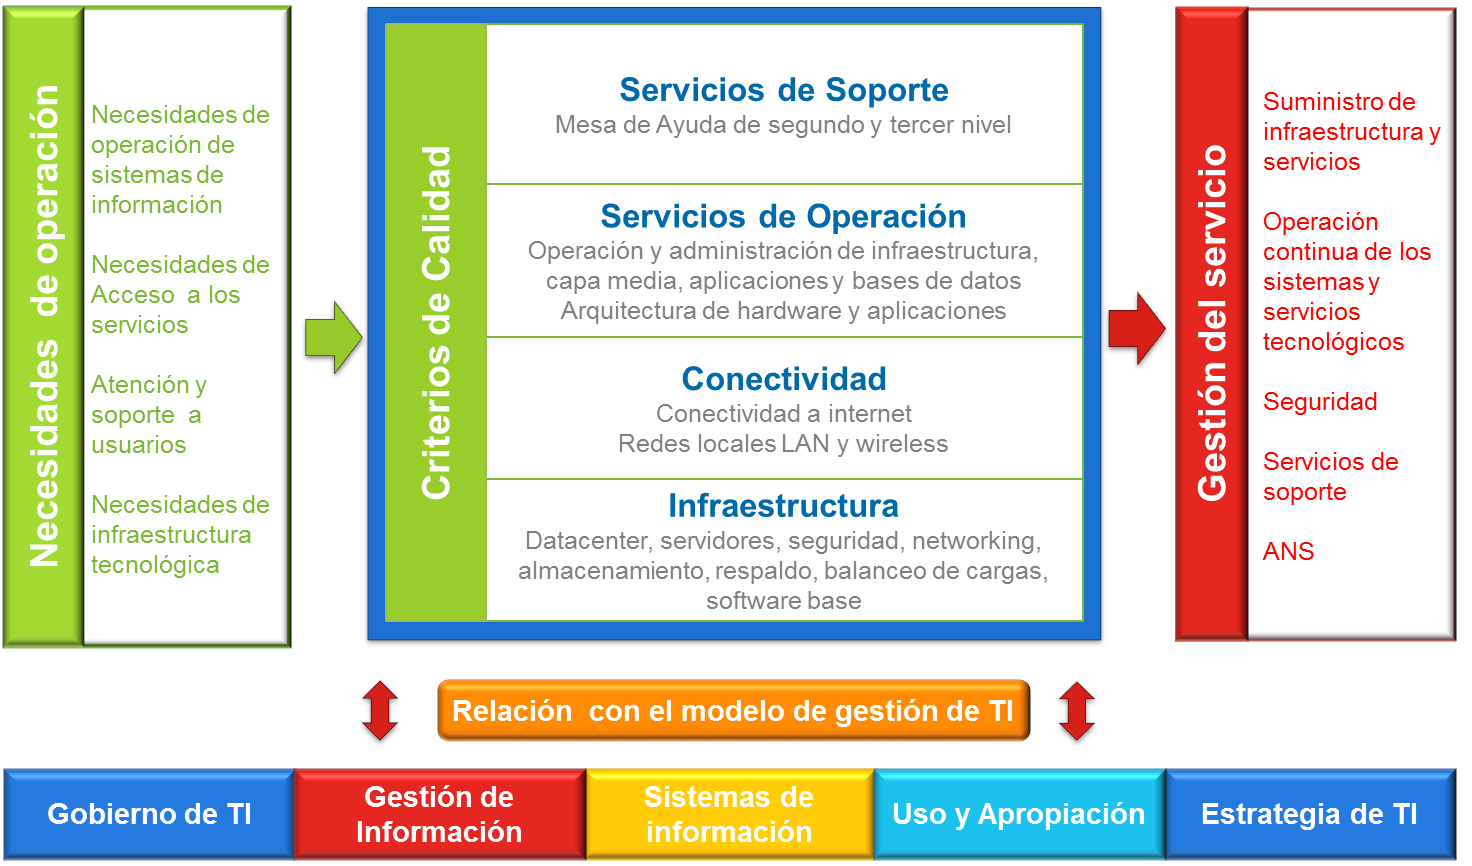 Necesidades de operación
Necesidades de
operación de
sistemas de
información
Necesidades de
Acceso a los
servicios
Atención y
soporte a
usuarios
Necesidades de
infraestructura
tecnológica
Criterios de Calidad
Servicios de Soporte
Mesa de Ayuda de segundo y tercer nivel
Servicios de Operación
Operación y administración de infraestructura,
capa media, aplicaciones y bases de datos
Arquitectura de hardware y aplicaciones
Conectividad
Conectividad a internet
Redes locales LAN y wireless
Infraestructura
Datacenter, servidores, seguridad, networking,
almacenamiento, respaldo, balanceo de cargas,
software base
Gestión del servicio
Suministro de
infraestructura y
servicios
Operación
continua de los
sistemas y
servicios
tecnológicos
Seguridad
Servicios de
soporte
ANS
Relación con el modelo de gestión de TI
Gobierno de TI
Gestión de
Información
Sistemas de
información
Uso y Apropiación
Estrategia de TI